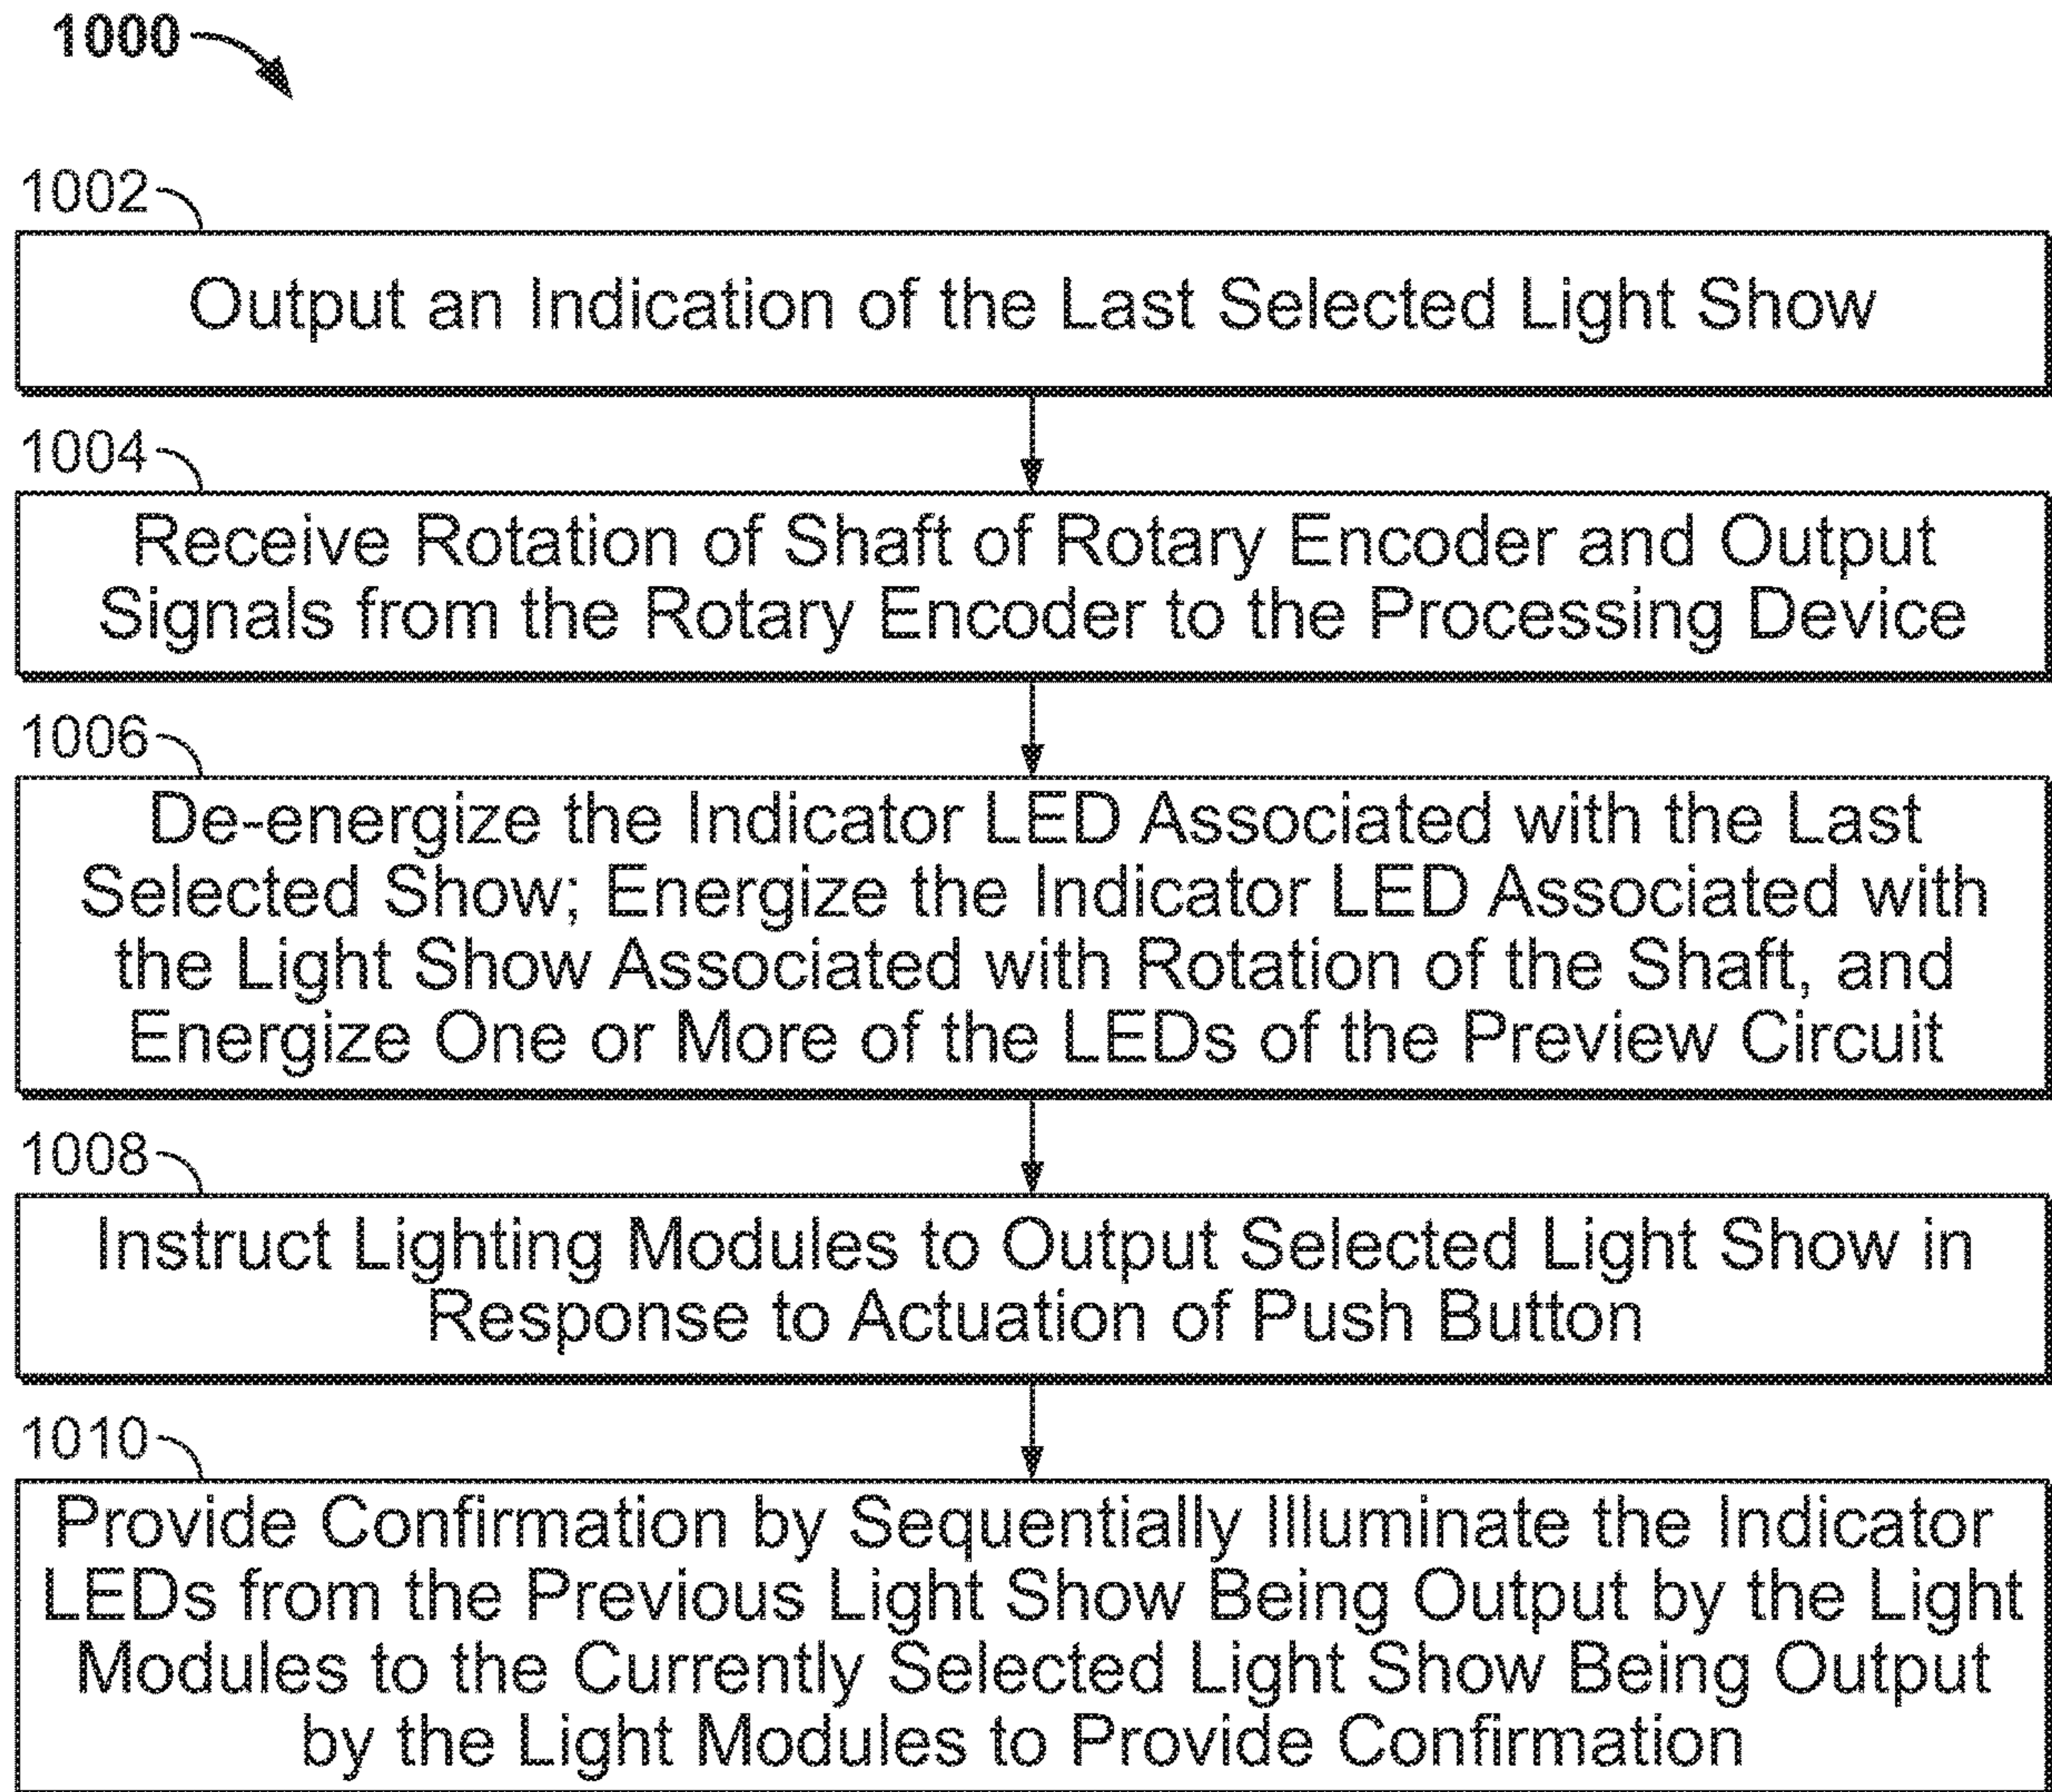 1000
1002
Output an Indication of the Last Selected Light Show
1004
Receive Rotation of Shaft of Rotary Encoder and Output
Signals from the Rotary Encoder to the Processing Device
1006
De-energize the Indicator LED Associated with the Last
Selected Show; Energize the Indicator LED Associated with
the Light Show Associated with Rotation of the Shaft, and
Energize One or More of the LEDs of the Preview Circuit
1008
Instruct Lighting Modules to Output Selected Light Show in
Response to Actuation of Push Button
1010
Provide Confirmation by Sequentially Illuminate the Indicator
LEDs from the Previous Light Show Being Output by the Light
Modules to the Currently Selected Light Show Being Output
by the Light Modules to Provide Confirmation